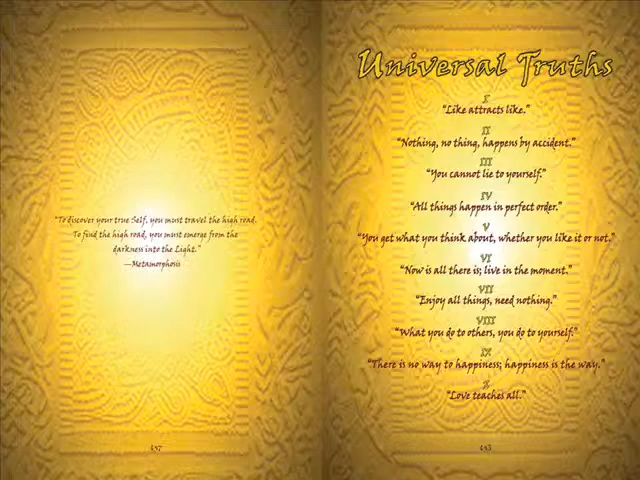 "To discover your true Self, you must travel the high road.
To find the high road, you must emerge from the
darkness into the Light."
—Metamorphosis
Universal Truths
I
"Like attracts like."
II
"Nothing, no thing, happens by accident."
III
"You cannot lie to yourself."
IV
"All things happen in perfect order."
V
"You get what you think about, whether you like it or not."
VI
"Now is all there is; live in the moment."
VII
"Enjoy all things, need nothing."
VIII
"What you do to others, you do to yourself."
IX
"There is no way to happiness; happiness is the way."
X
"Love teaches all."